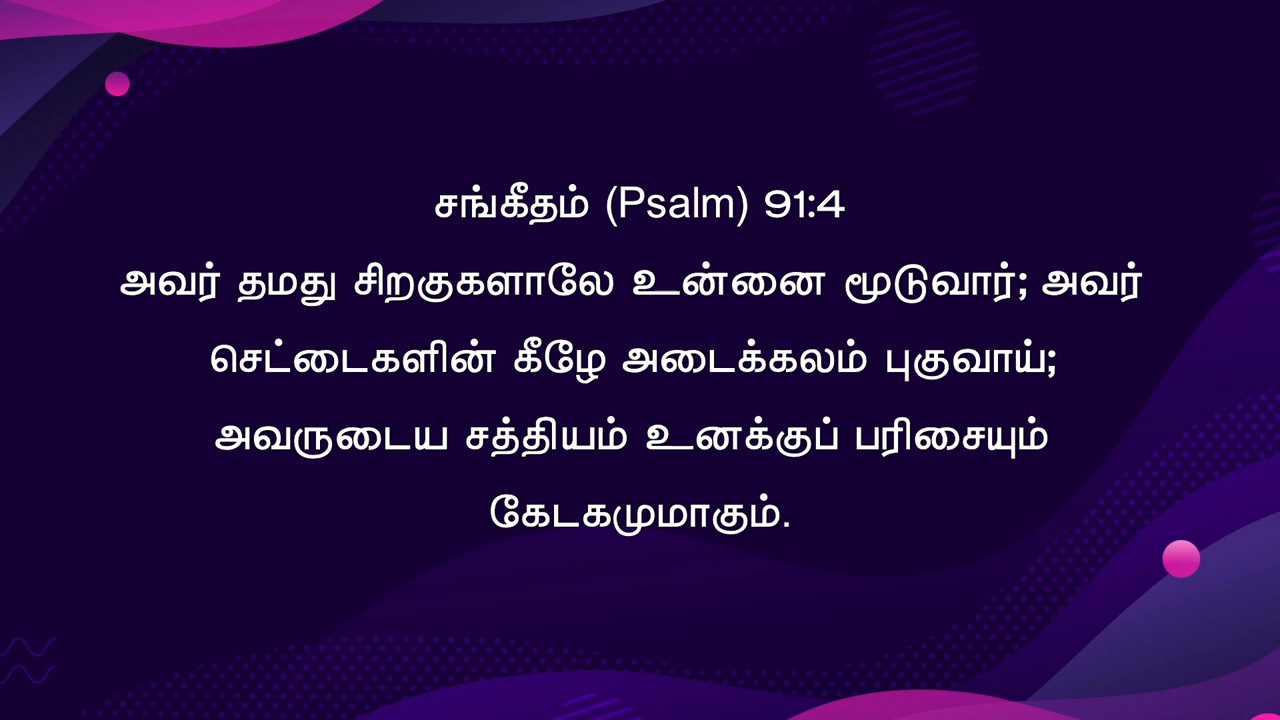 சங்கீதம் (Psalm) 91:4
அவர் தமது சிறகுகளாலே உன்னை மூடுவார்; அவர்
செட்டைகளின் கீழே அடைக்கலம் புகுவாய்;
அவருடைய சத்தியம் உனக்குப் பரிசையும்
கேடகமுமாகும்.